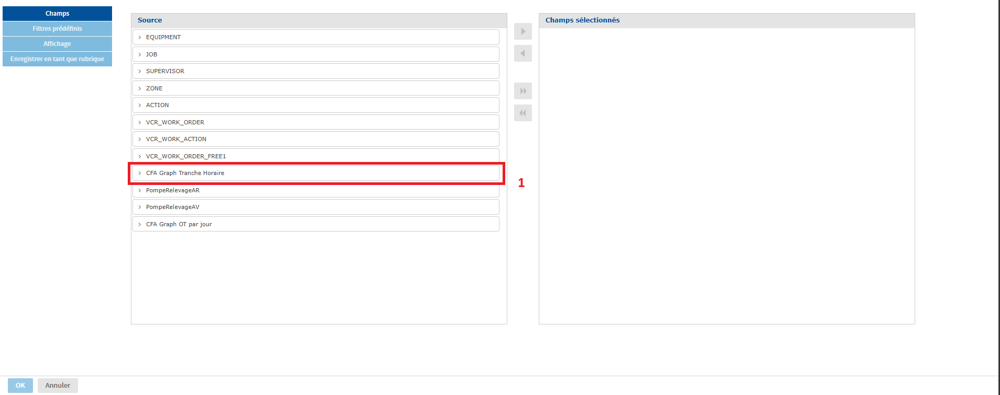 Champs
Filtres prédéfinis
Affichage
Enregistrer en tant que rubrique
Source
EQUIPMENT
JOB
SUPERVISOR
ZONE
ACTION
VCR_WORK_ORDER
VCR_WORK_ACTION
VCR_WORK_ORDER_FREE1
CFA Graph Tranche Horaire
1
PompeRelevageAR
PompeRelevageAV
CFA Graph OT par jour
Champs sélectionnés
OK
Annuler